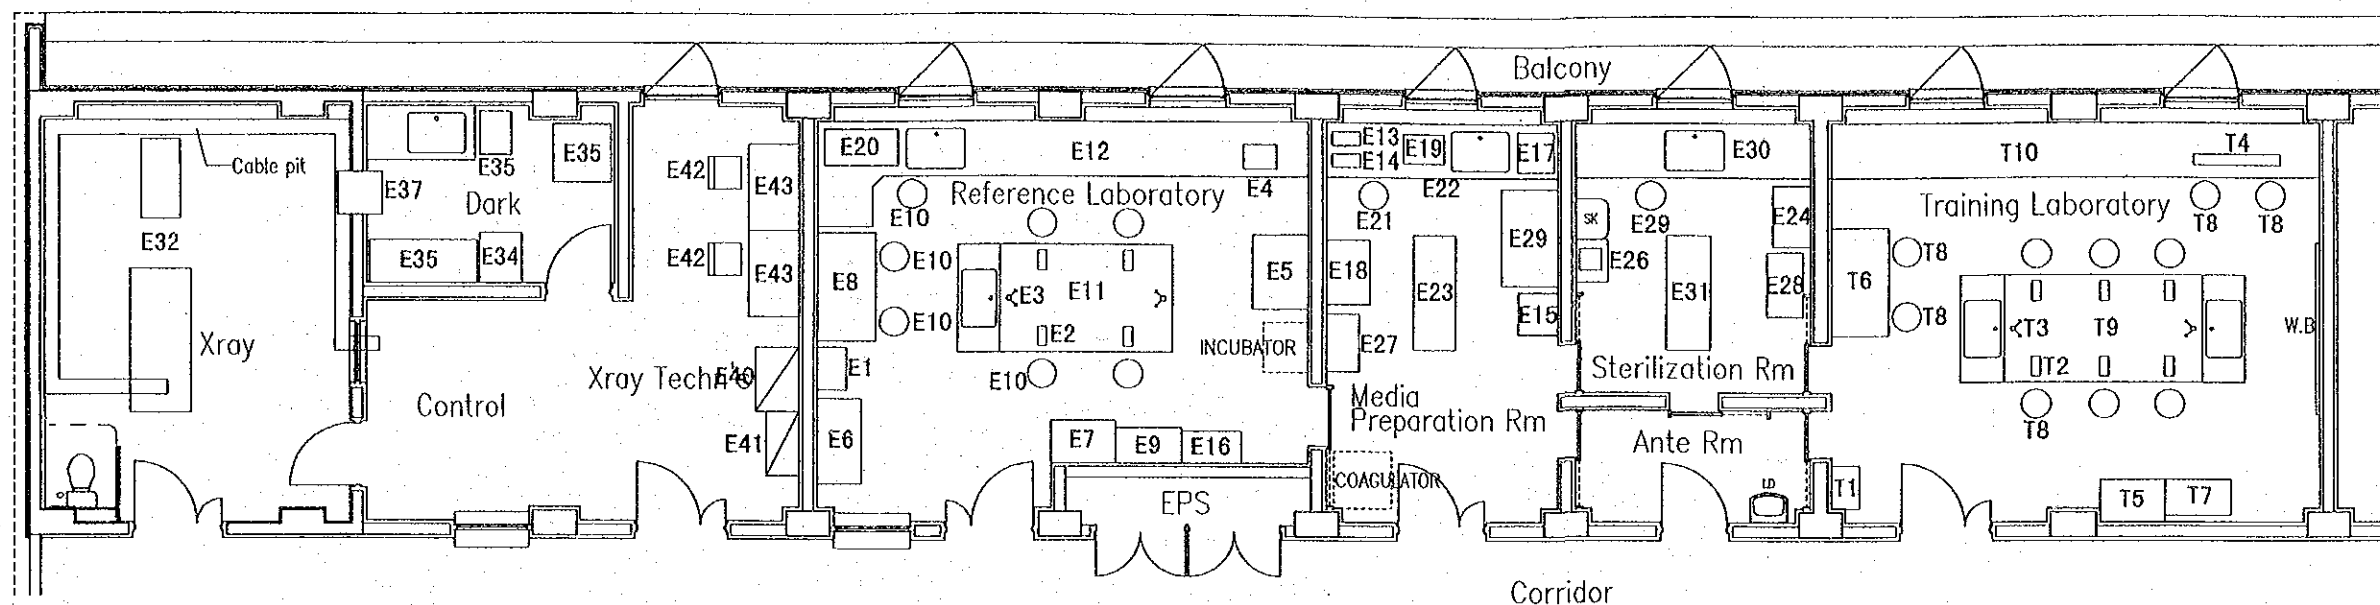 Balcony
Cable pit
E32
Xray
E37
E35
E35
Dark
E35
E34
Control
E42
E43
E42
E43
Xray Techni
E40
E41
E20
E12
E4
E10
Reference Laboratory
E10
E8
E3
E11
E5
E10
E2
INCUBATOR
E1
E10
E6
E7
E9
E16
EPS
E13
E14
E19
E17
E22
E21
E29
E18
E23
E15
E27
Media
Preparation Rm
COAGULATOR
E30
SK
E29
E24
E26
E31
E28
Sterilization Rm
Ante Rm
LD
T10
T4
Training Laboratory
T8
T8
T8
T6
T8
T3
T9
W.B
T2
T8
T1
T5
T7
Corridor